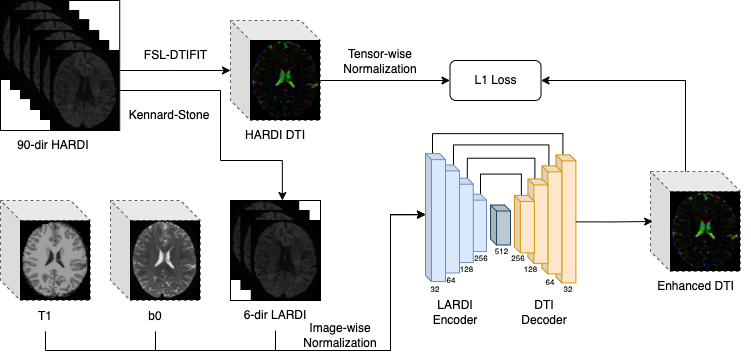 FSL-DTIFIT
Tensor-wise
Normalization
L1 Loss
Kennard-Stone
90-dir HARDI
HARDI DTI
32
64
128
256
512
256
128
64
32
LARDI
Encoder
DTI
Decoder
Enhanced DTI
T1
b0
6-dir LARDI
Image-wise
Normalization